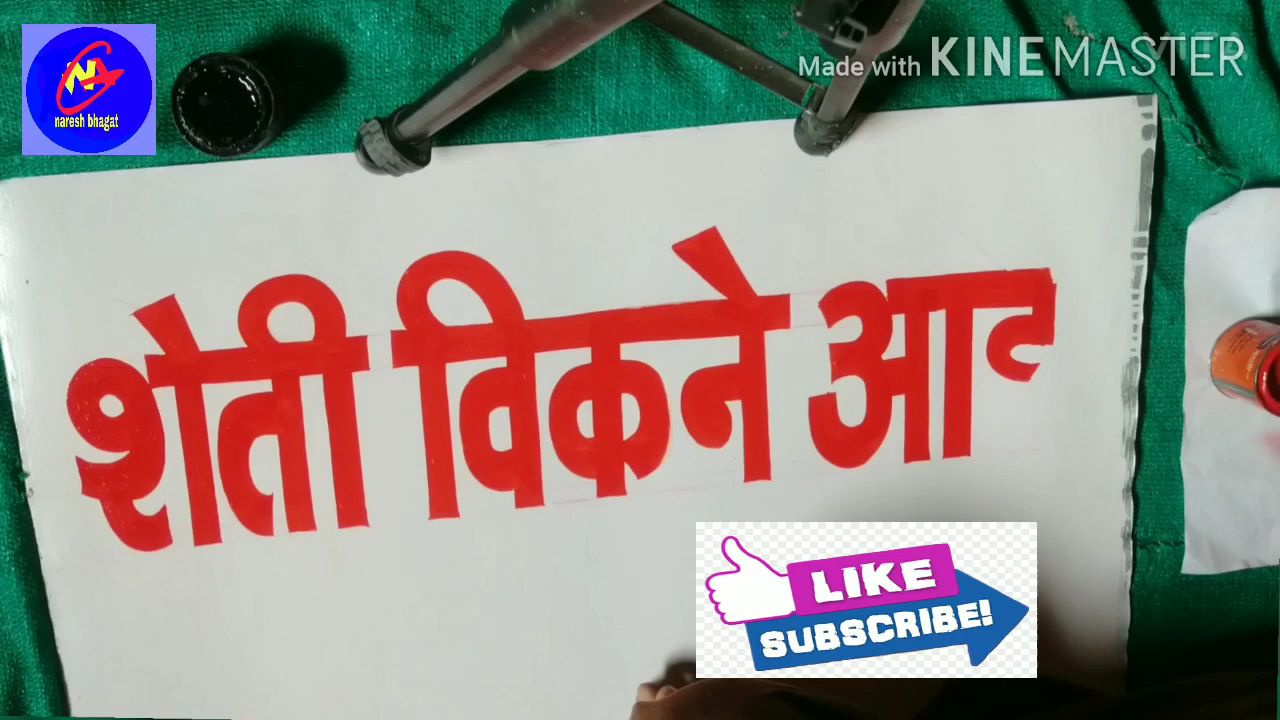 naresh bhagat
Made with KINEMASTER
शेती विकने आ
LIKE
SUBSCRIBE!